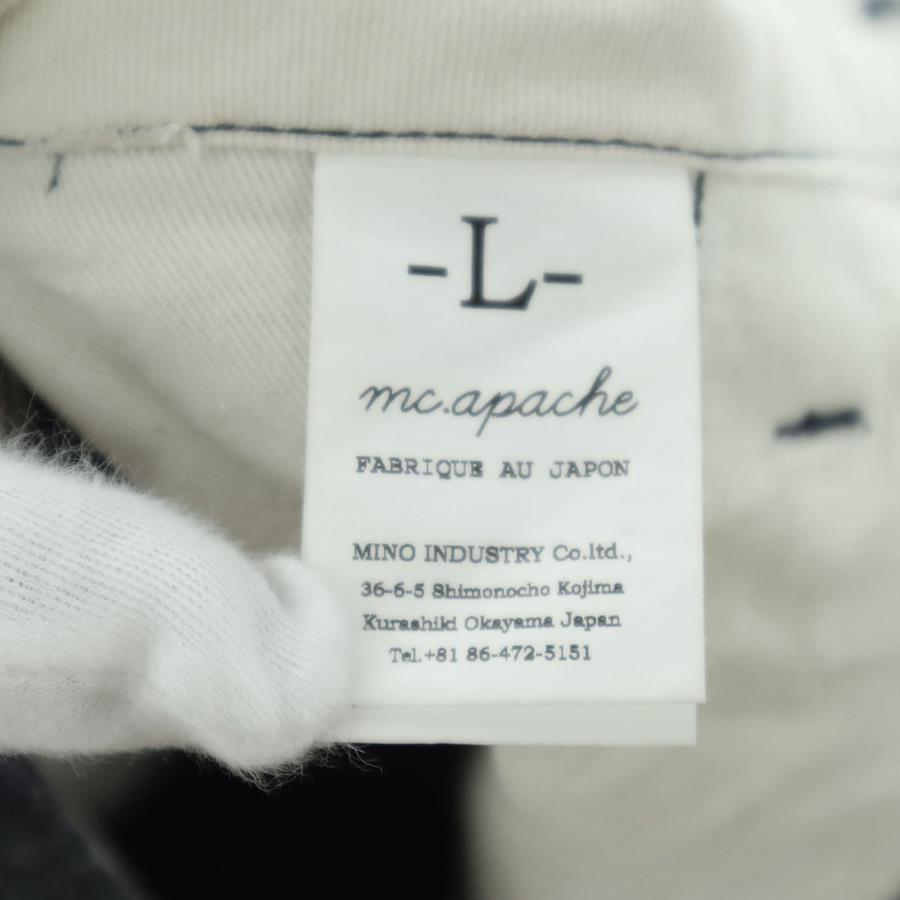 -L-
mc.apache
FABRIQUE AU JAPON
MINO INDUSTRY Co.ltd.,
36-6-5 Shimonocho Kojima
Kurashiki Okayama Japan
Tel.+81 86-472-5151